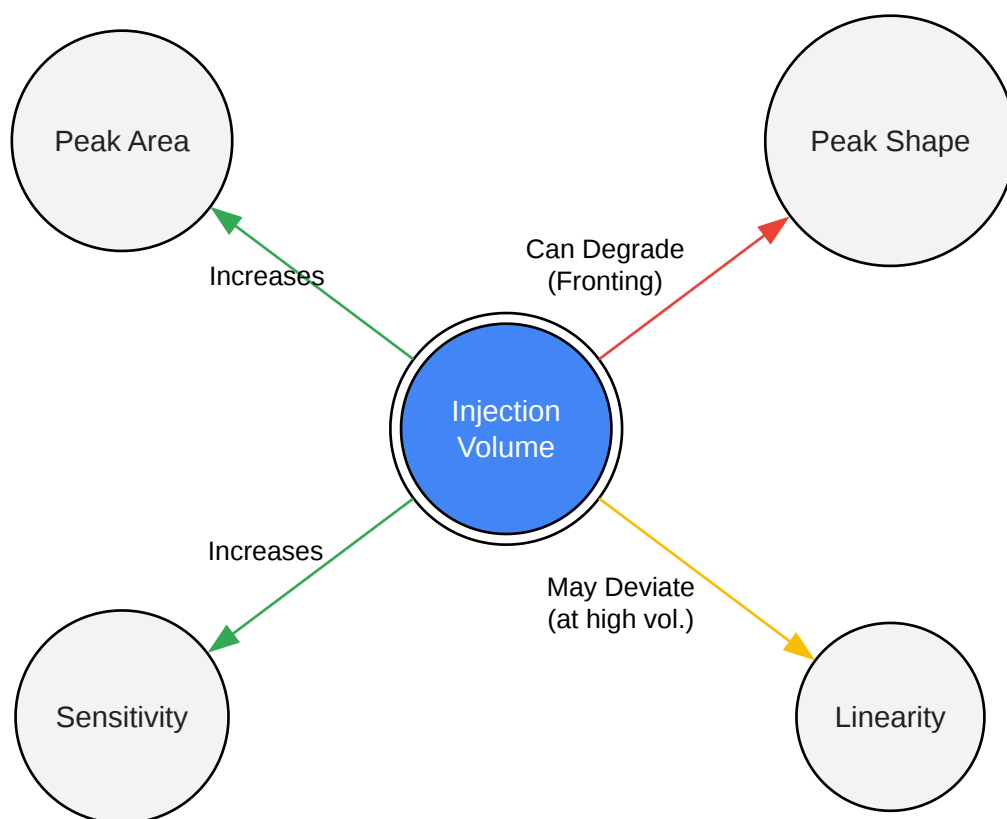 Peak Area
Peak Shape
Can Degrade
(Fronting)
Increases
Injection
Volume
Increases
May Deviate
(at high vol.)
Sensitivity
Linearity